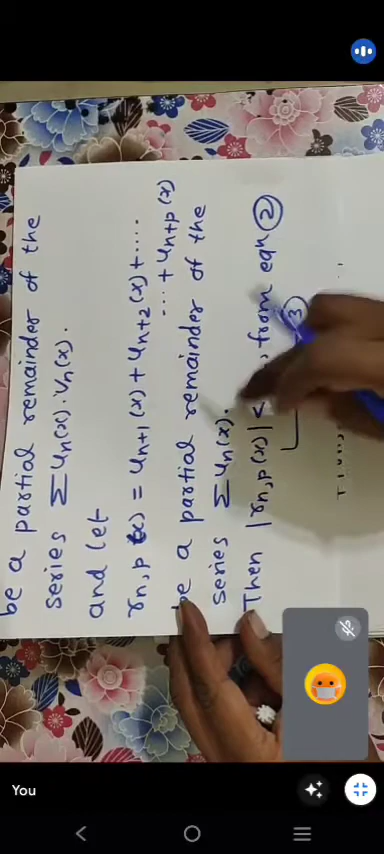 be a partial remainder of the
series Σ un(x)·vn(x).
and let
rn,p (x) = un+1(x) + un+2(x) + ....
... + un+p(x)
be a partial remainder of the
series Σ un(x).
Then |rn,p(x)| < , from eqn (2)
(3)
You